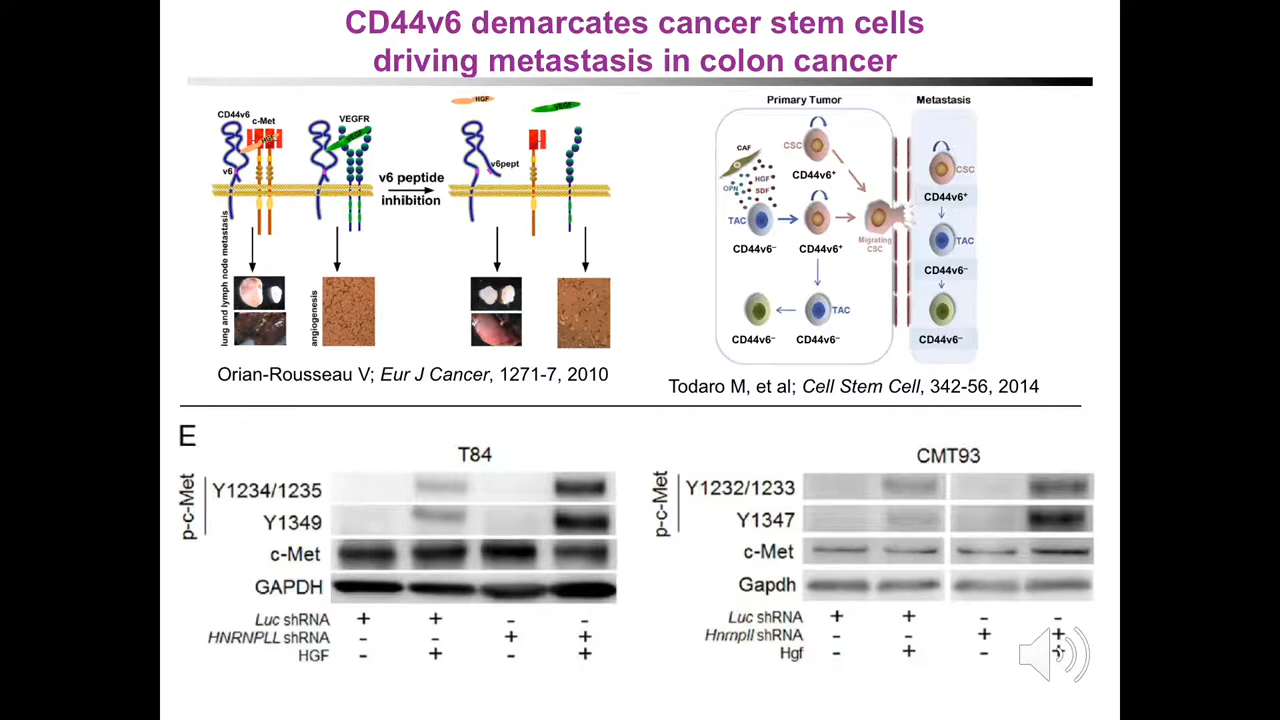 CD44v6 demarcates cancer stem cells
driving metastasis in colon cancer
CD44v6
c-Met
HGF
v6
VEGFR
VEGF
v6 peptide
inhibition
HGF
VEGF
v6pept
lung and lymph node metastasis
angiogenesis
Orian-Rousseau V; Eur J Cancer, 1271-7, 2010
Primary Tumor
Metastasis
CAF
OPN
HGF
SDF
CSC
CD44v6+
TAC
CD44v6–
CD44v6+
Migrating
CSC
TAC
CD44v6–
CD44v6–
CSC
CD44v6+
TAC
CD44v6–
CD44v6–
Todaro M, et al; Cell Stem Cell, 342-56, 2014
E
T84
p-c-Met
Y1234/1235
Y1349
c-Met
GAPDH
Luc shRNA + + - -
HNRNPLL shRNA - - + +
HGF - + - +
CMT93
p-c-Met
Y1232/1233
Y1347
c-Met
Gapdh
Luc shRNA + + - -
Hnrnpll shRNA - - + +
Hgf - + - +